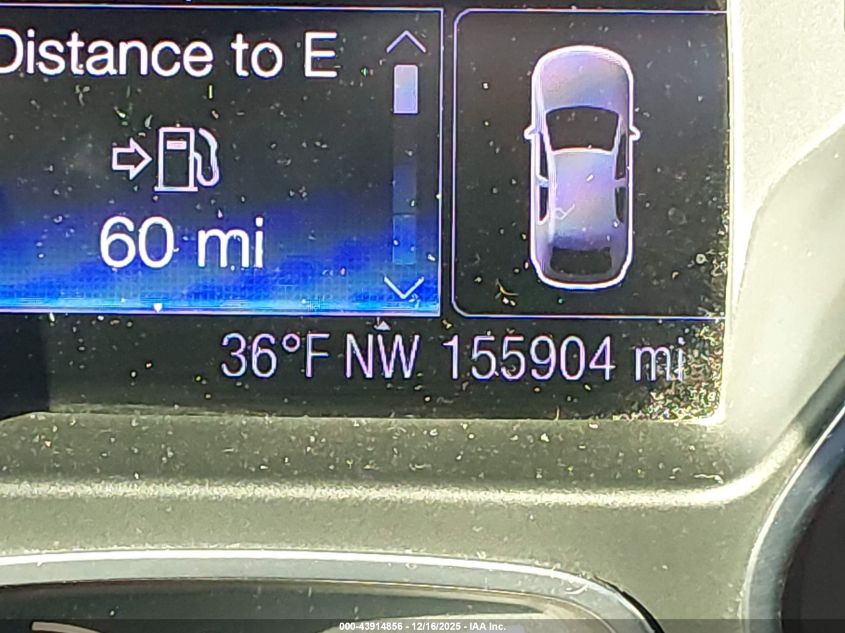 Distance to E
60 mi
36°F NW 155904 mi
000-43914856 - 12/16/2025 - IAA Inc.